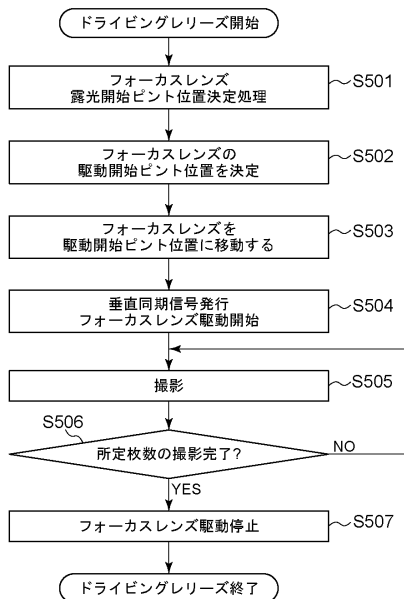 ドライビングレリーズ開始
フォーカスレンズ
露光開始ピント位置決定処理
S501
フォーカスレンズの
駆動開始ピント位置を決定
S502
フォーカスレンズを
駆動開始ピント位置に移動する
S503
垂直同期信号発行
フォーカスレンズ駆動開始
S504
撮影
S505
S506
所定枚数の撮影完了?
NO
YES
フォーカスレンズ駆動停止
S507
ドライビングレリーズ終了